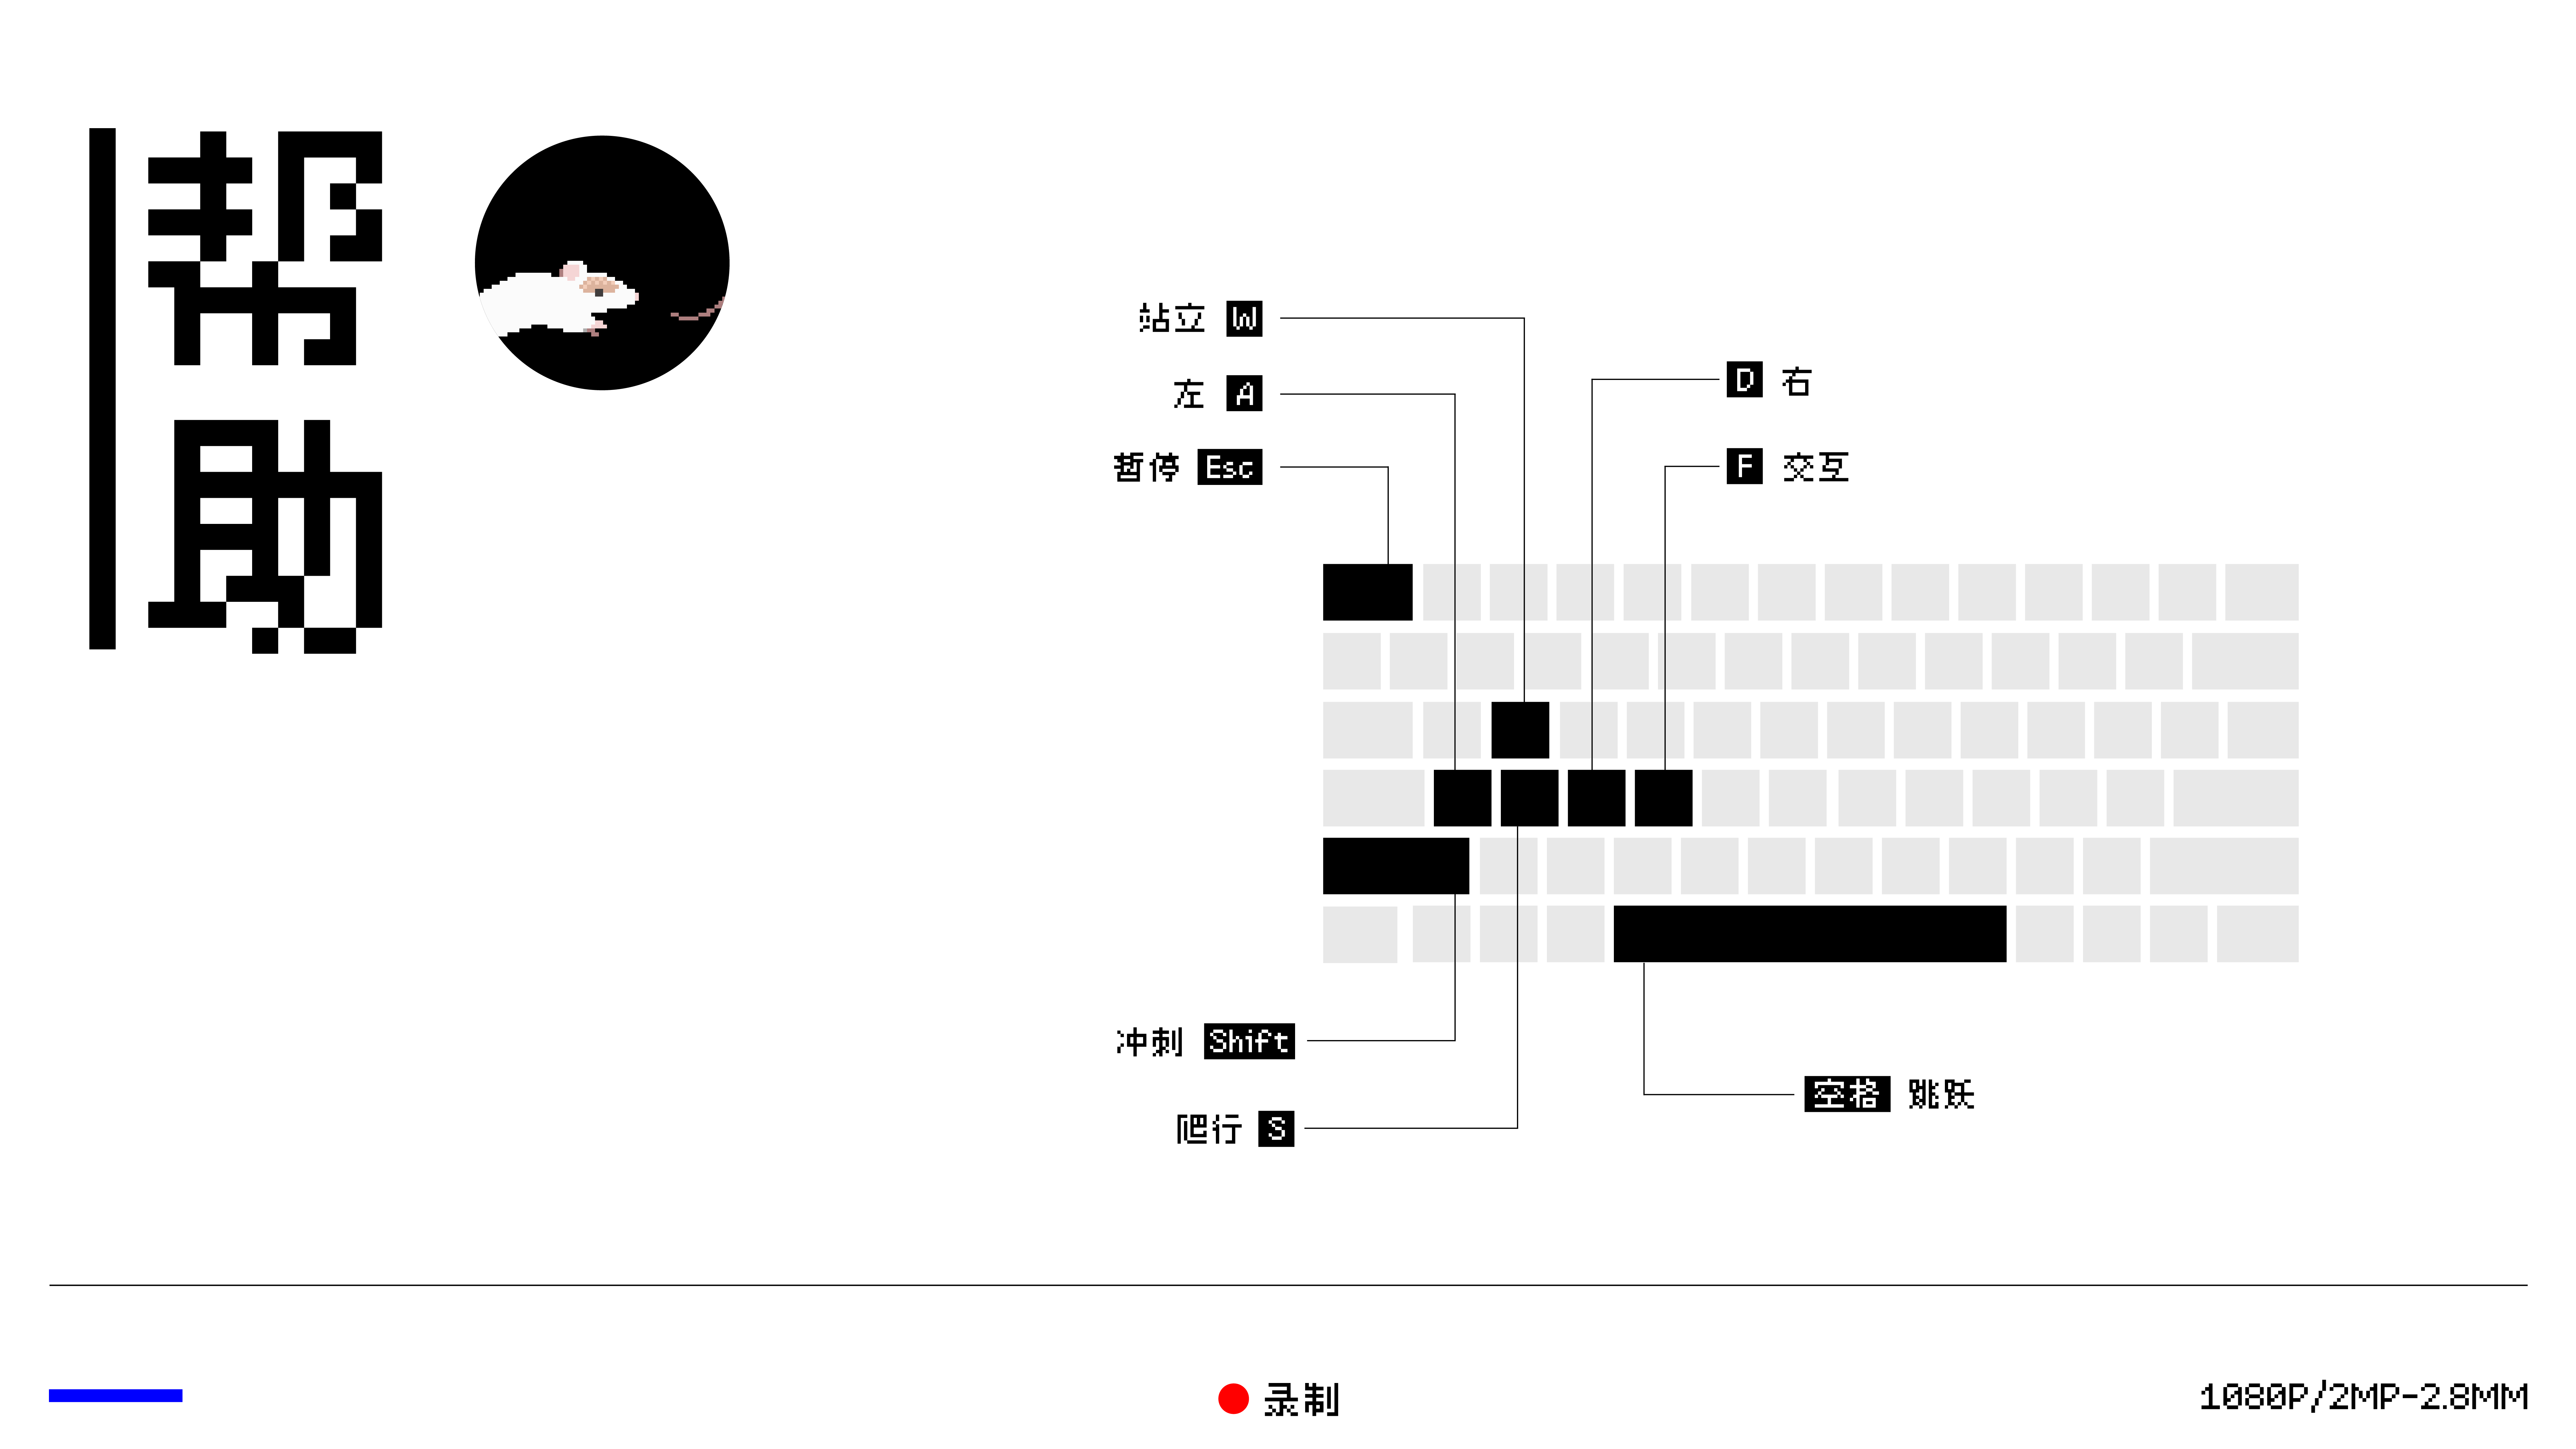 帮助
站立 W
左 A
暂停 Esc
D 右
F 交互
冲刺 Shift
爬行 S
空格 跳跃
录制
1080P/2MP-2.8MM